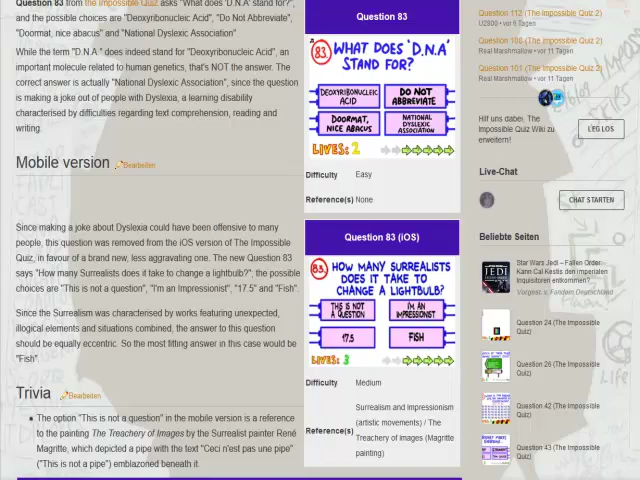 Question 83 from the Impossible Quiz asks "What does 'D.N.A' stand for?",
and the possible choices are "Deoxyribonucleic Acid", "Do Not Abbreviate",
"Doormat, nice abacus" and "National Dyslexic Association".
While the term "D.N.A " does indeed stand for "Deoxyribonucleic Acid", an
important molecule related to human genetics, that's NOT the answer. The
correct answer is actually "National Dyslexic Association", since the question
is making a joke out of people with Dyslexia, a learning disability
characterised by difficulties regarding text comprehension, reading and
writing.
Mobile version
Bearbeiten
Since making a joke about Dyslexia could have been offensive to many
people, this question was removed from the iOS version of The Impossible
Quiz, in favour of a brand new, less aggravating one. The new Question 83
says "How many Surrealists does it take to change a lightbulb?"; the possible
choices are "This is not a question", "I'm an Impressionist", "17.5" and "Fish".
Since the Surrealism was characterised by works featuring unexpected,
illogical elements and situations combined, the answer to this question
should be equally eccentric. So the most fitting answer in this case would be
"Fish".
Trivia
Bearbeiten
The option "This is not a question" in the mobile version is a reference
to the painting The Treachery of Images by the Surrealist painter René
Magritte, which depicted a pipe with the text "Ceci n'est pas une pipe"
("This is not a pipe") emblazoned beneath it.
Question 83
83. WHAT DOES 'D.N.A'
STAND FOR?
DEOXYRIBONUCLEIC
ACID
DO NOT
ABBREVIATE
DOORMAT,
NICE ABACUS
NATIONAL
DYSLEXIC
ASSOCIATION
LIVES: 2
Difficulty Easy
Reference(s) None
Question 83 (iOS)
83. HOW MANY SURREALISTS
DOES IT TAKE TO
CHANGE A LIGHTBULB?
THIS IS NOT
A QUESTION
I'M AN
IMPRESSIONIST
17.5
FISH
LIVES: 3
Difficulty Medium
Reference(s) Surrealism and Impressionism
(artistic movements) / The
Treachery of Images (Magritte
painting)
Question 112 (The Impossible Quiz 2)
U2800 • vor 9 Tagen
Question 100 (The Impossible Quiz 2)
Real Marshmallow • vor 11 Tagen
Question 101 (The Impossible Quiz 2)
Real Marshmallow • vor 11 Tagen
Hilf uns dabei, The
Impossible Quiz Wiki zu
erweitern!
LEG LOS
Live-Chat
CHAT STARTEN
Beliebte Seiten
JEDI
Star Wars Jedi – Fallen Order:
Kann Cal Kestis den imperialen
Inquisitoren entkommen?
Vorgest. v. Fandom Deutschland
Question 24 (The Impossible
Quiz)
Question 26 (The Impossible
Quiz)
Question 42 (The Impossible
Quiz)
Question 43 (The Impossible
Quiz)